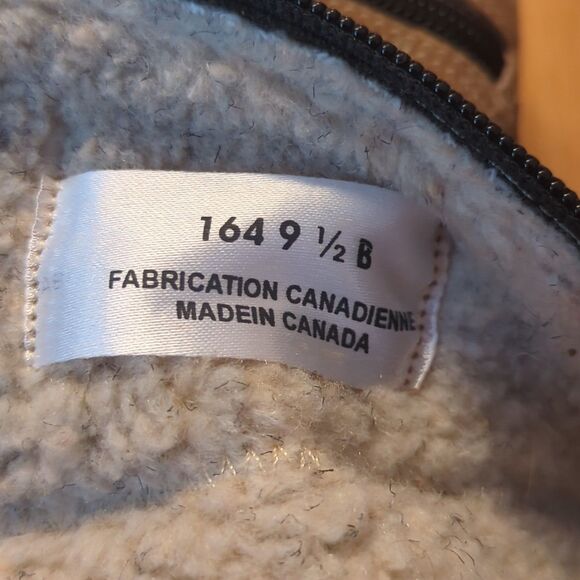 164 9 ½ B
FABRICATION CANADIENNE
MADEIN CANADA